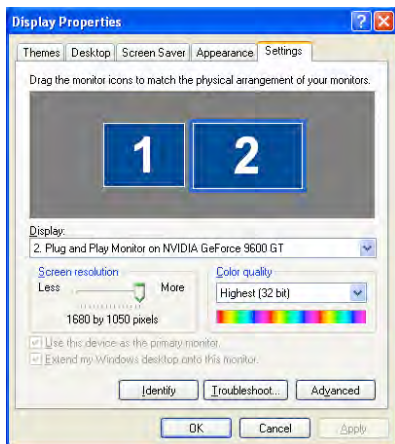 Display Properties
Themes Desktop Screen Saver Appearance Settings
Drag the monitor icons to match the physical arrangement of your monitors.
1 2
Display:
2. Plug and Play Monitor on NVIDIA GeForce 9600 GT
Screen resolution Color quality
Less More Highest (32 bit)
1680 by 1050 pixels
Use this device as the primary monitor.
Extend my Windows desktop onto this monitor.
Identify Troubleshoot... Advanced
OK Cancel Apply